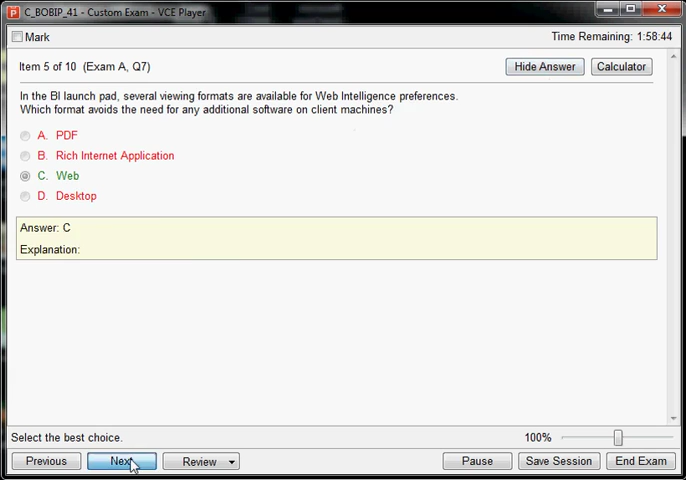 C_BOBIP_41 - Custom Exam - VCE Player
Mark
Time Remaining: 1:58:44
Item 5 of 10 (Exam A, Q7)
Hide Answer
Calculator
In the BI launch pad, several viewing formats are available for Web Intelligence preferences.
Which format avoids the need for any additional software on client machines?
A. PDF
B. Rich Internet Application
C. Web
D. Desktop
Answer: C
Explanation:
Select the best choice.
100%
Previous
Next
Review
Pause
Save Session
End Exam